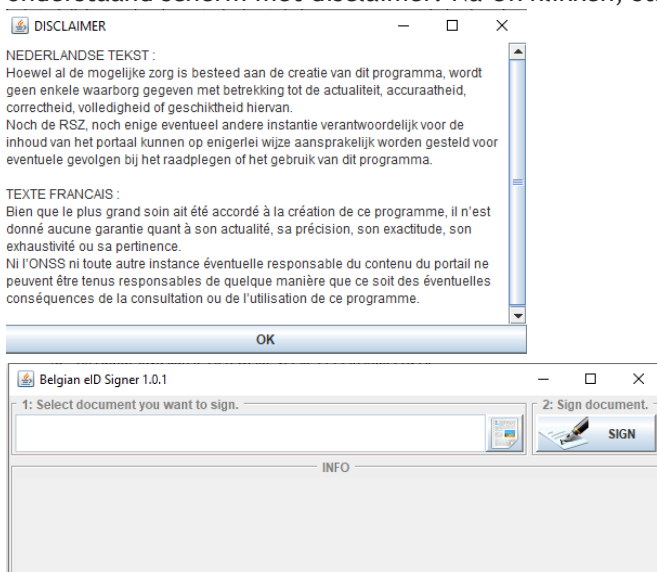 DISCLAIMER
NEDERLANDSE TEKST :
Hoewel al de mogelijke zorg is besteed aan de creatie van dit programma, wordt
geen enkele waarborg gegeven met betrekking tot de actualiteit, accuraatheid,
correctheid, volledigheid of geschiktheid hiervan.
Noch de RSZ, noch enige eventueel andere instantie verantwoordelijk voor de
inhoud van het portaal kunnen op enigerlei wijze aansprakelijk worden gesteld voor
eventuele gevolgen bij het raadplegen of het gebruik van dit programma.
TEXTE FRANCAIS :
Bien que le plus grand soin ait été accordé à la création de ce programme, il n'est
donné aucune garantie quant à son actualité, sa précision, son exactitude, son
exhaustivité ou sa pertinence.
Ni l'ONSS ni toute autre instance éventuelle responsable du contenu du portail ne
peuvent être tenus responsables de quelque manière que ce soit des éventuelles
conséquences de la consultation ou de l'utilisation de ce programme.
OK
Belgian eID Signer 1.0.1
1: Select document you want to sign.
2: Sign document.
SIGN
INFO